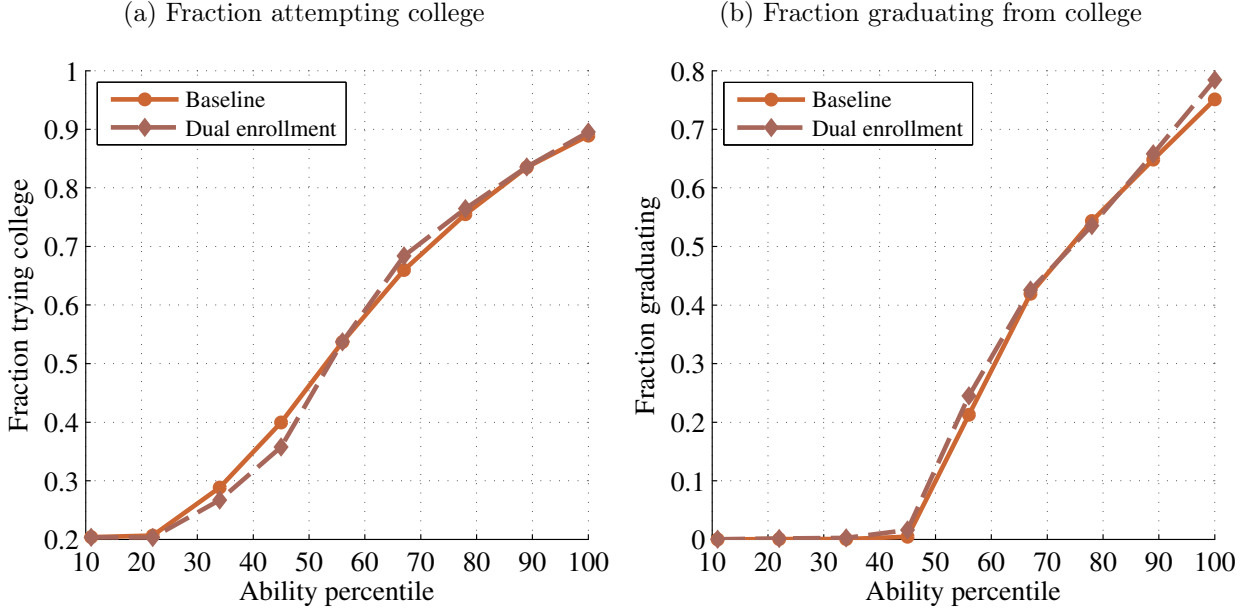 (a) Fraction attempting college
1
0.9
0.8
0.7
0.6
0.5
0.4
0.3
0.2
Fraction trying college
Baseline
Dual enrollment
10 20 30 40 50 60 70 80 90 100
Ability percentile
(b) Fraction graduating from college
0.8
0.7
0.6
0.5
0.4
0.3
0.2
0.1
0
Fraction graduating
Baseline
Dual enrollment
10 20 30 40 50 60 70 80 90 100
Ability percentile